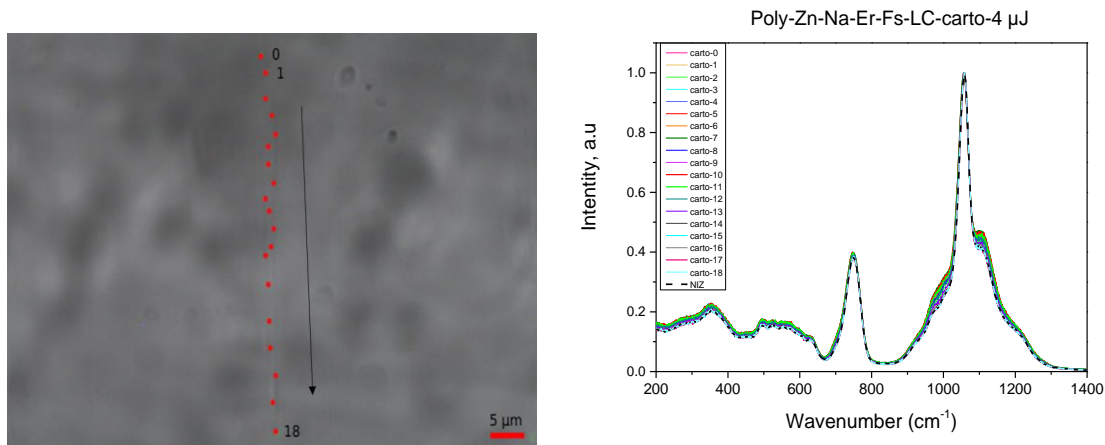 0
1
18
5 µm
Poly-Zn-Na-Er-Fs-LC-carto-4 µJ
carto-0
carto-1
carto-2
carto-3
carto-4
carto-5
carto-6
carto-7
carto-8
carto-9
carto-10
carto-11
carto-12
carto-13
carto-14
carto-15
carto-16
carto-17
carto-18
NIZ
1.0
0.8
0.6
0.4
0.2
0.0
Intentity, a.u
200 400 600 800 1000 1200 1400
Wavenumber (cm⁻¹)